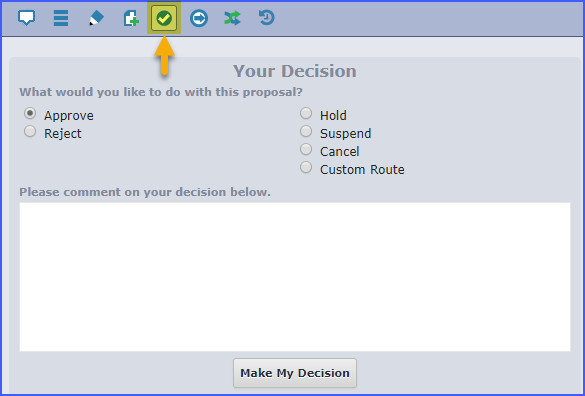 Your Decision
What would you like to do with this proposal?
Approve
Reject
Hold
Suspend
Cancel
Custom Route
Please comment on your decision below.
Make My Decision